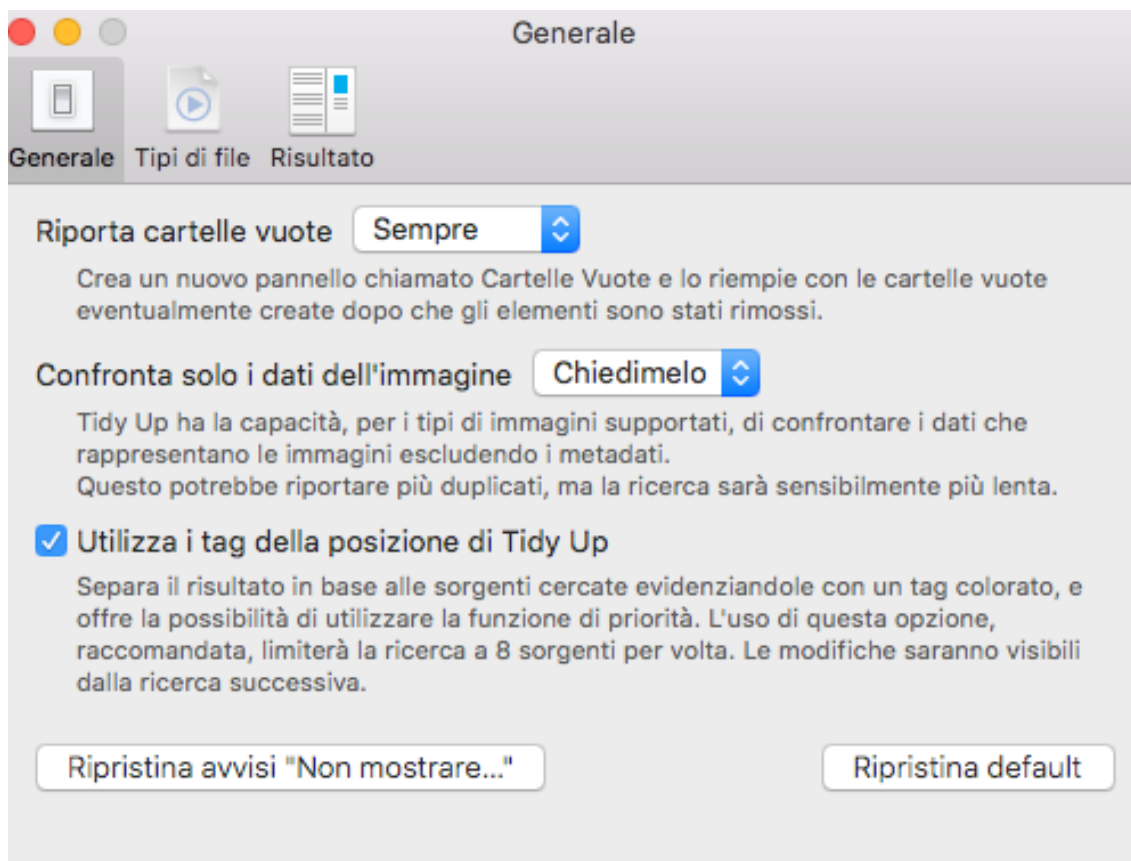 Generale
Generale Tipi di file Risultato
Riporta cartelle vuote Sempre
Crea un nuovo pannello chiamato Cartelle Vuote e lo riempie con le cartelle vuote
eventualmente create dopo che gli elementi sono stati rimossi.
Confronta solo i dati dell'immagine Chiedimelo
Tidy Up ha la capacità, per i tipi di immagini supportati, di confrontare i dati che
rappresentano le immagini escludendo i metadati.
Questo potrebbe riportare più duplicati, ma la ricerca sarà sensibilmente più lenta.
Utilizza i tag della posizione di Tidy Up
Separa il risultato in base alle sorgenti cercate evidenziandole con un tag colorato, e
offre la possibilità di utilizzare la funzione di priorità. L'uso di questa opzione,
raccomandata, limiterà la ricerca a 8 sorgenti per volta. Le modifiche saranno visibili
dalla ricerca successiva.
Ripristina avvisi "Non mostrare..." Ripristina default